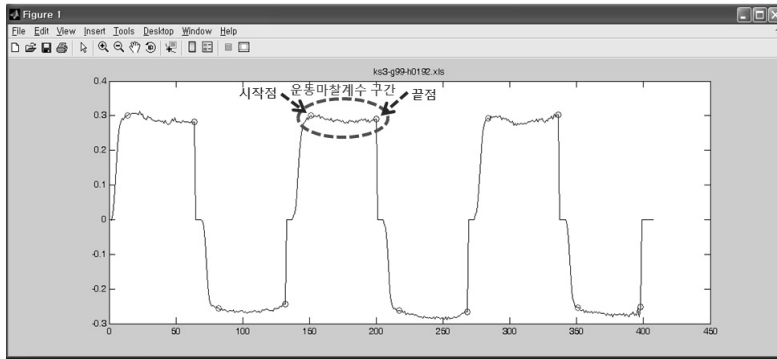 Figure 1
File Edit View Insert Tools Desktop Window Help
ks3-g99-h0192.xls
시작점 운동마찰계수 구간 끝점
0.4
0.3
0.2
0.1
0
-0.1
-0.2
-0.3
0 50 100 150 200 250 300 350 400 450